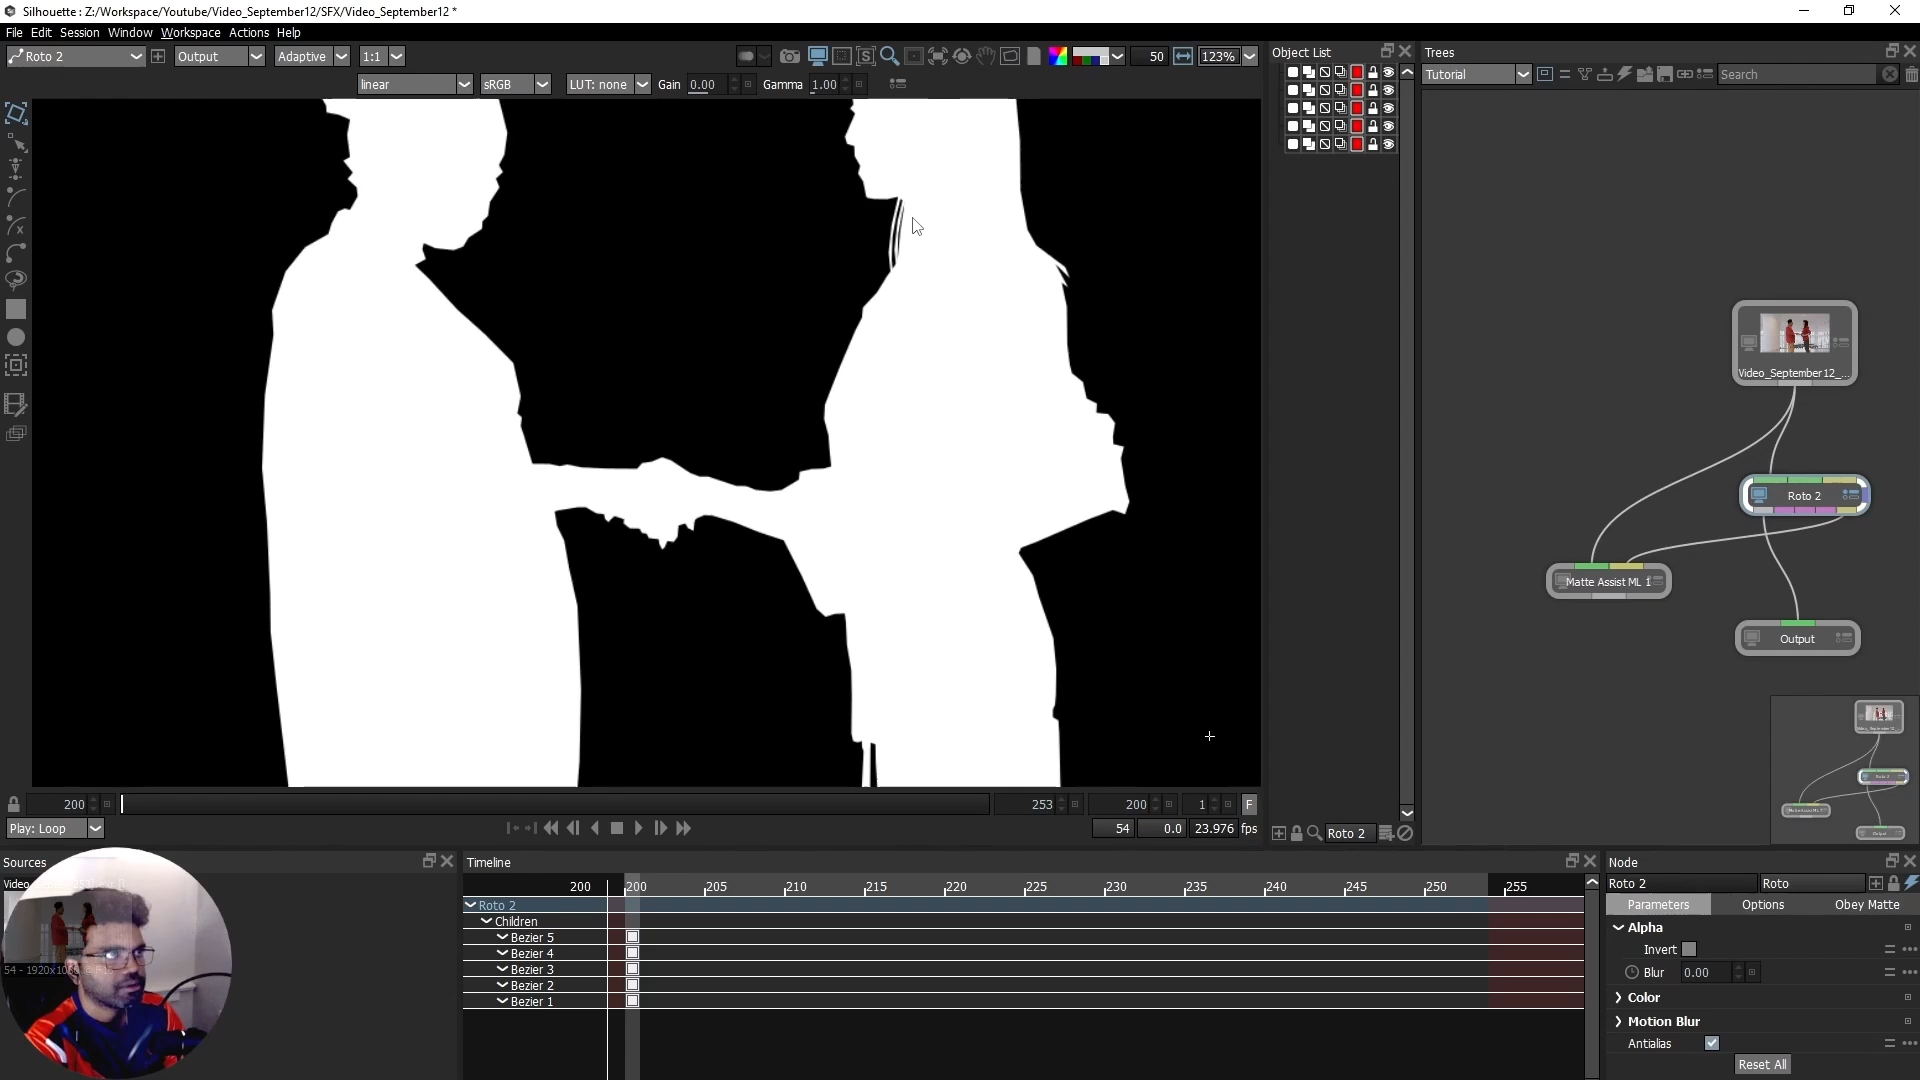 Silhouette : Z:/Workspace/Youtube/Video_September12/SFX/Video_September12 *
File Edit Session Window Workspace Actions Help
Roto 2 Output Adaptive 1:1 50 123% Object List Trees
linear sRGB LUT: none Gain 0.00 Gamma 1.00
Tutorial Search
Video_September12_...
Roto 2
Matte Assist ML 1
Output
200 253 200 1 F
Play: Loop 54 0.0 23.976 fps
Roto 2
Sources Timeline Node
200 200 205 210 215 220 225 230 235 240 245 250 255
Roto 2
Children
Bezier 5
Bezier 4
Bezier 3
Bezier 2
Bezier 1
Roto 2 Roto
Parameters Options Obey Matte
Alpha
Invert
Blur 0.00
Color
Motion Blur
Antialias
Reset All